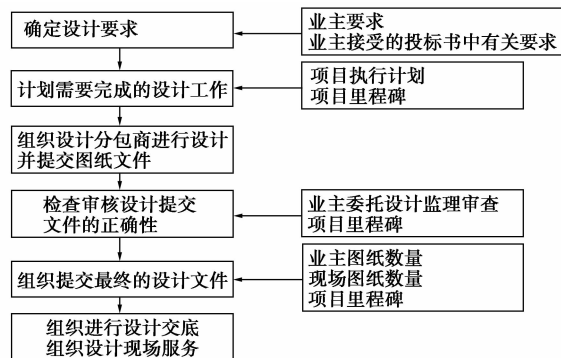 确定设计要求
业主要求
业主接受的投标书中有关要求
计划需要完成的设计工作
项目执行计划
项目里程碑
组织设计分包商进行设计
并提交图纸文件
检查审核设计提交
文件的正确性
业主委托设计监理审查
项目里程碑
组织提交最终的设计文件
业主图纸数量
现场图纸数量
项目里程碑
组织进行设计交底
组织设计现场服务